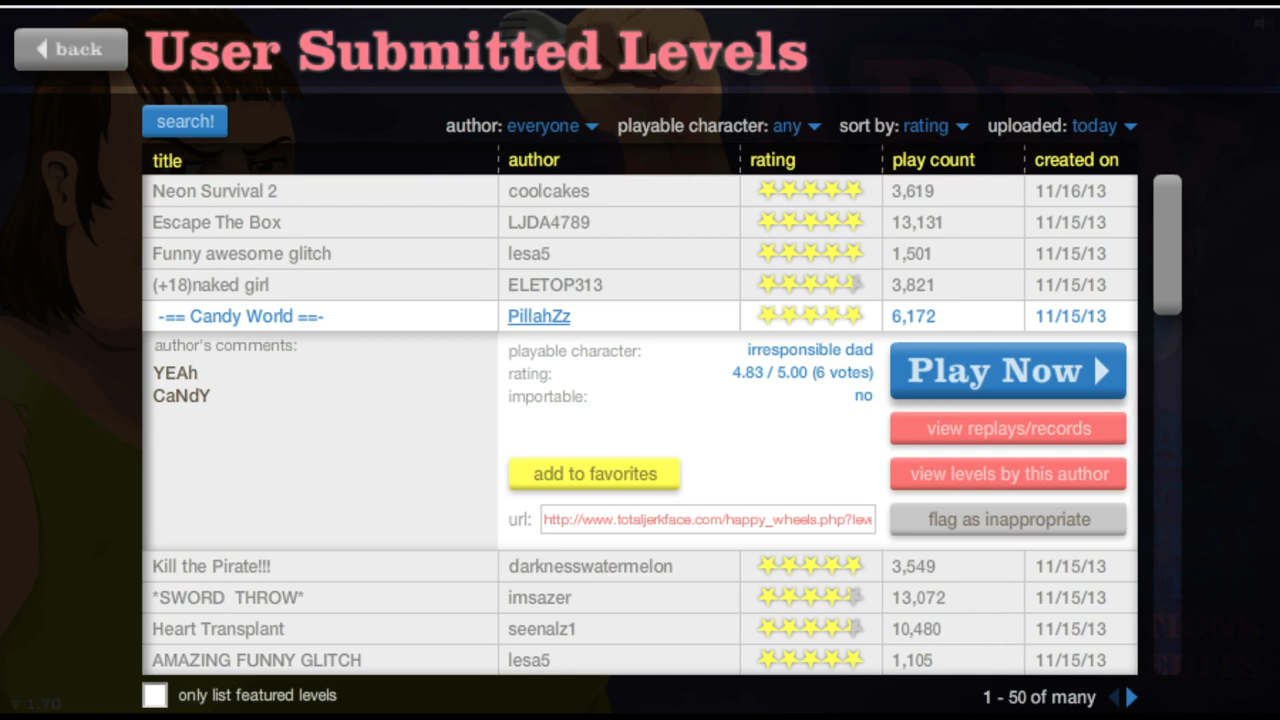 back
User Submitted Levels
search!
author: everyone playable character: any sort by: rating uploaded: today
title author rating play count created on
Neon Survival 2 coolcakes 3,619 11/16/13
Escape The Box LJDA4789 13,131 11/15/13
Funny awesome glitch lesa5 1,501 11/15/13
(+18)naked girl ELETOP313 3,821 11/15/13
-== Candy World ==- PillahZz 6,172 11/15/13
author's comments:
YEAh
CaNdY
playable character: irresponsible dad
rating: 4.83 / 5.00 (6 votes)
importable: no
add to favorites
url: http://www.totaljerkface.com/happy_wheels.php?leve
Play Now
view replays/records
view levels by this author
flag as inappropriate
Kill the Pirate!!! darknesswatermelon 3,549 11/15/13
*SWORD THROW* imsazer 13,072 11/15/13
Heart Transplant seenalz1 10,480 11/15/13
AMAZING FUNNY GLITCH lesa5 1,105 11/15/13
only list featured levels
1 - 50 of many
v 1.70